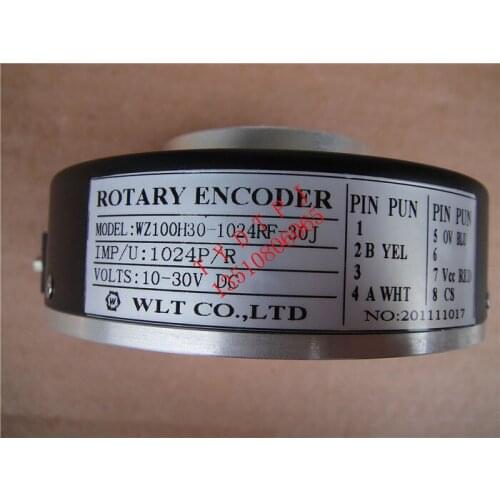 ROTARY ENCODER
MODEL:WZ100H30-1024RF-30J
IMP/U:1024P/R
VOLTS:10-30V DC
W WLT CO.,LTD
PIN PUN
1
2 B YEL
3
4 A WHT
PIN PUN
5 OV BLU
6
7 Vcc RED
8 CS
NO:201111017